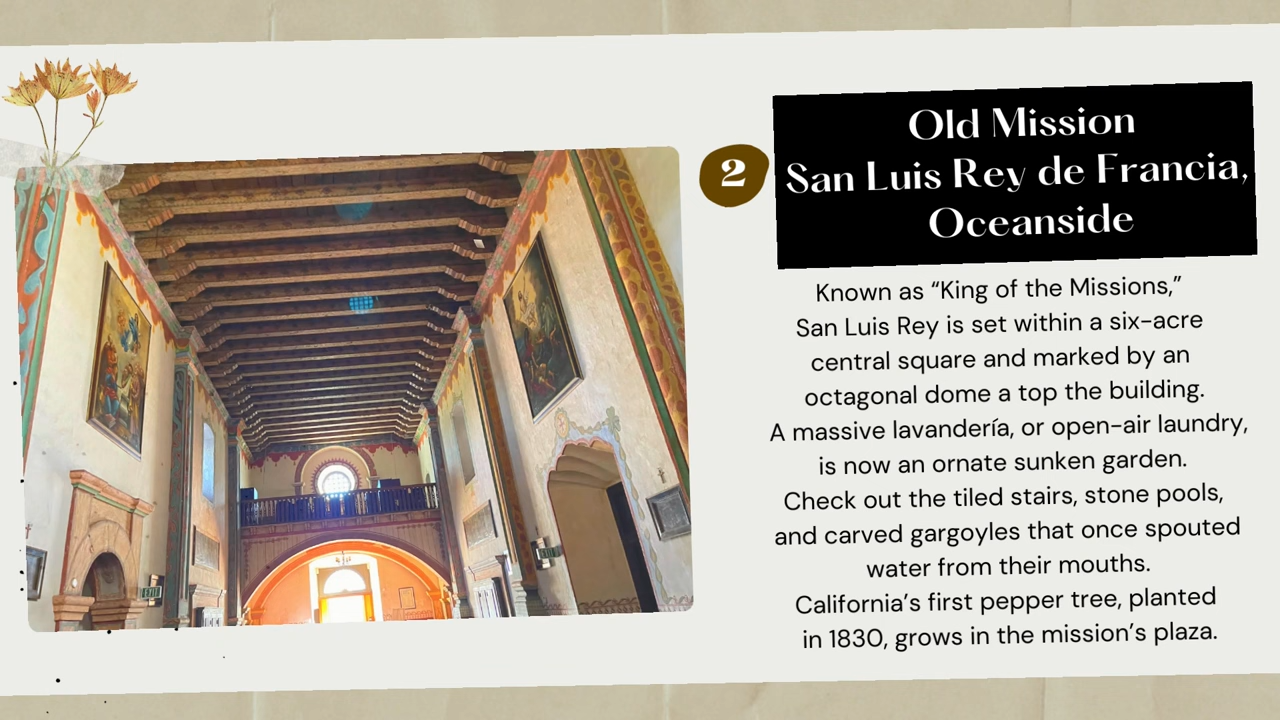 2
Old Mission
San Luis Rey de Francia,
Oceanside
Known as “King of the Missions,”
San Luis Rey is set within a six-acre
central square and marked by an
octagonal dome a top the building.
A massive lavandería, or open-air laundry,
is now an ornate sunken garden.
Check out the tiled stairs, stone pools,
and carved gargoyles that once spouted
water from their mouths.
California’s first pepper tree, planted
in 1830, grows in the mission’s plaza.
EXIT
EXIT